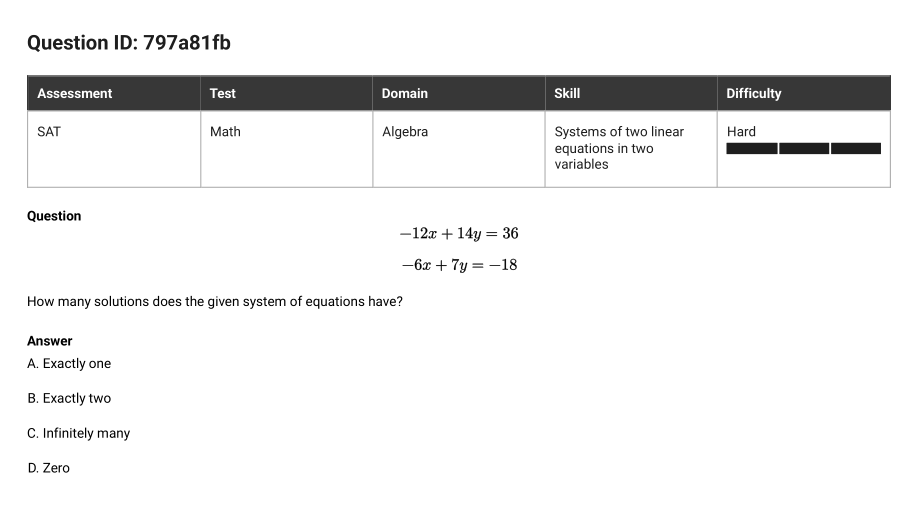 Question ID: 797a81fb
Assessment Test Domain Skill Difficulty
SAT Math Algebra Systems of two linear equations in two variables Hard
Question
−12x + 14y = 36
−6x + 7y = −18
How many solutions does the given system of equations have?
Answer
A. Exactly one
B. Exactly two
C. Infinitely many
D. Zero